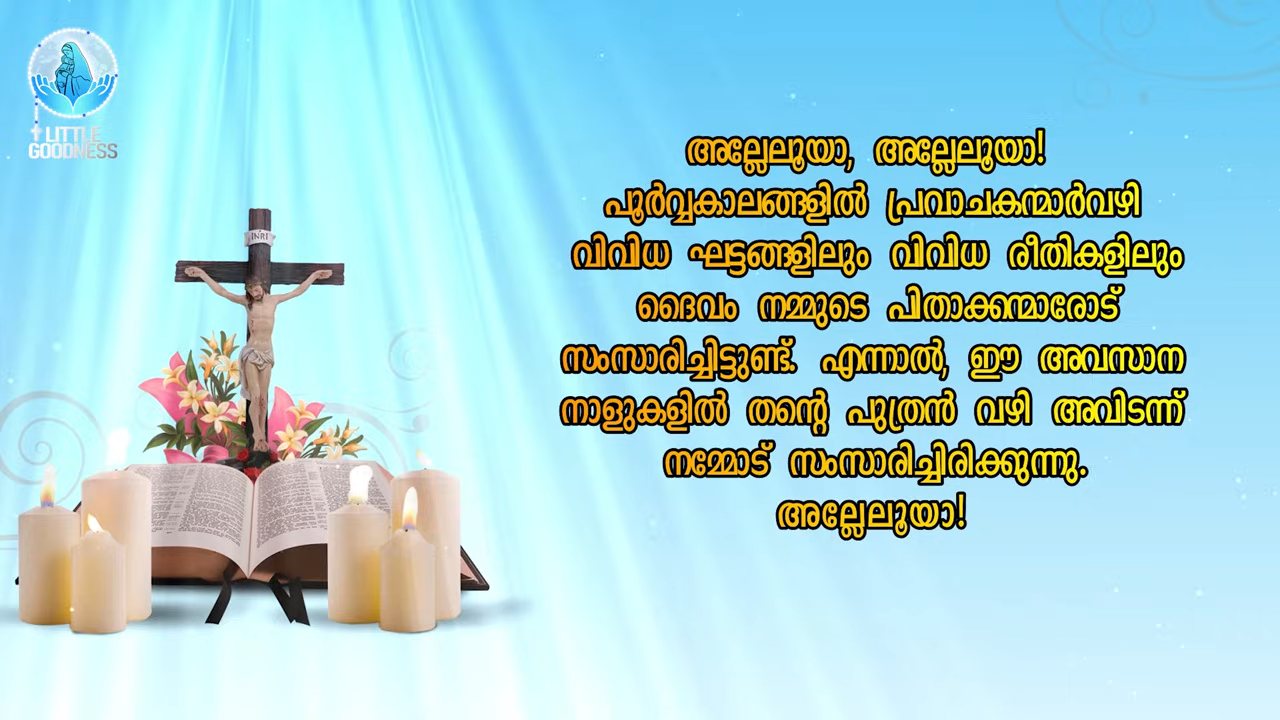 LITTLE
GOODNESS
INRI
അല്ലേലൂയാ, അല്ലേലൂയാ!
പൂർവ്വകാലങ്ങളിൽ പ്രവാചകന്മാർവഴി
വിവിധ ഘട്ടങ്ങളിലും വിവിധ രീതികളിലും
ദൈവം നമ്മുടെ പിതാക്കന്മാരോട്
സംസാരിച്ചിട്ടുണ്ട്. എന്നാൽ, ഈ അവസാന
നാളുകളിൽ തന്റെ പുത്രൻ വഴി അവിടന്ന്
നമ്മോട് സംസാരിച്ചിരിക്കുന്നു.
അല്ലേലൂയാ!